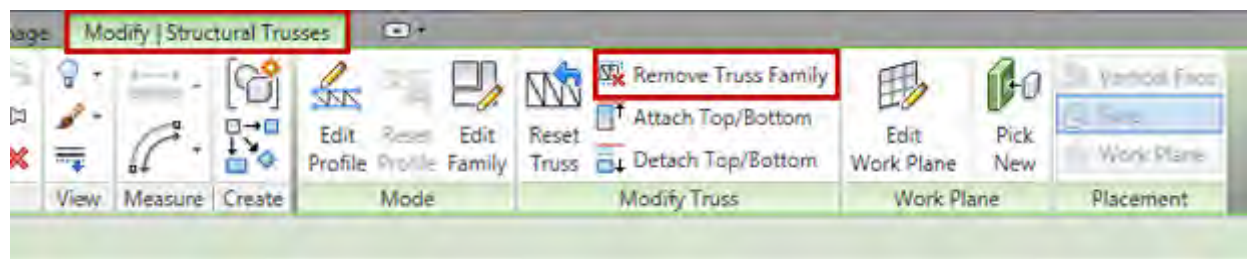 Modify | Structural Trusses
Remove Truss Family
Attach Top/Bottom
Detach Top/Bottom
Edit Profile
Reset Profile
Edit Family
Reset Truss
Edit Work Plane
Pick New
Vertical Face
Face
Work Plane
View
Measure
Create
Mode
Modify Truss
Work Plane
Placement